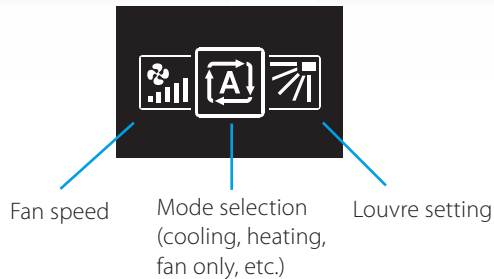 A
Fan speed
Mode selection
(cooling, heating,
fan only, etc.)
Louvre setting